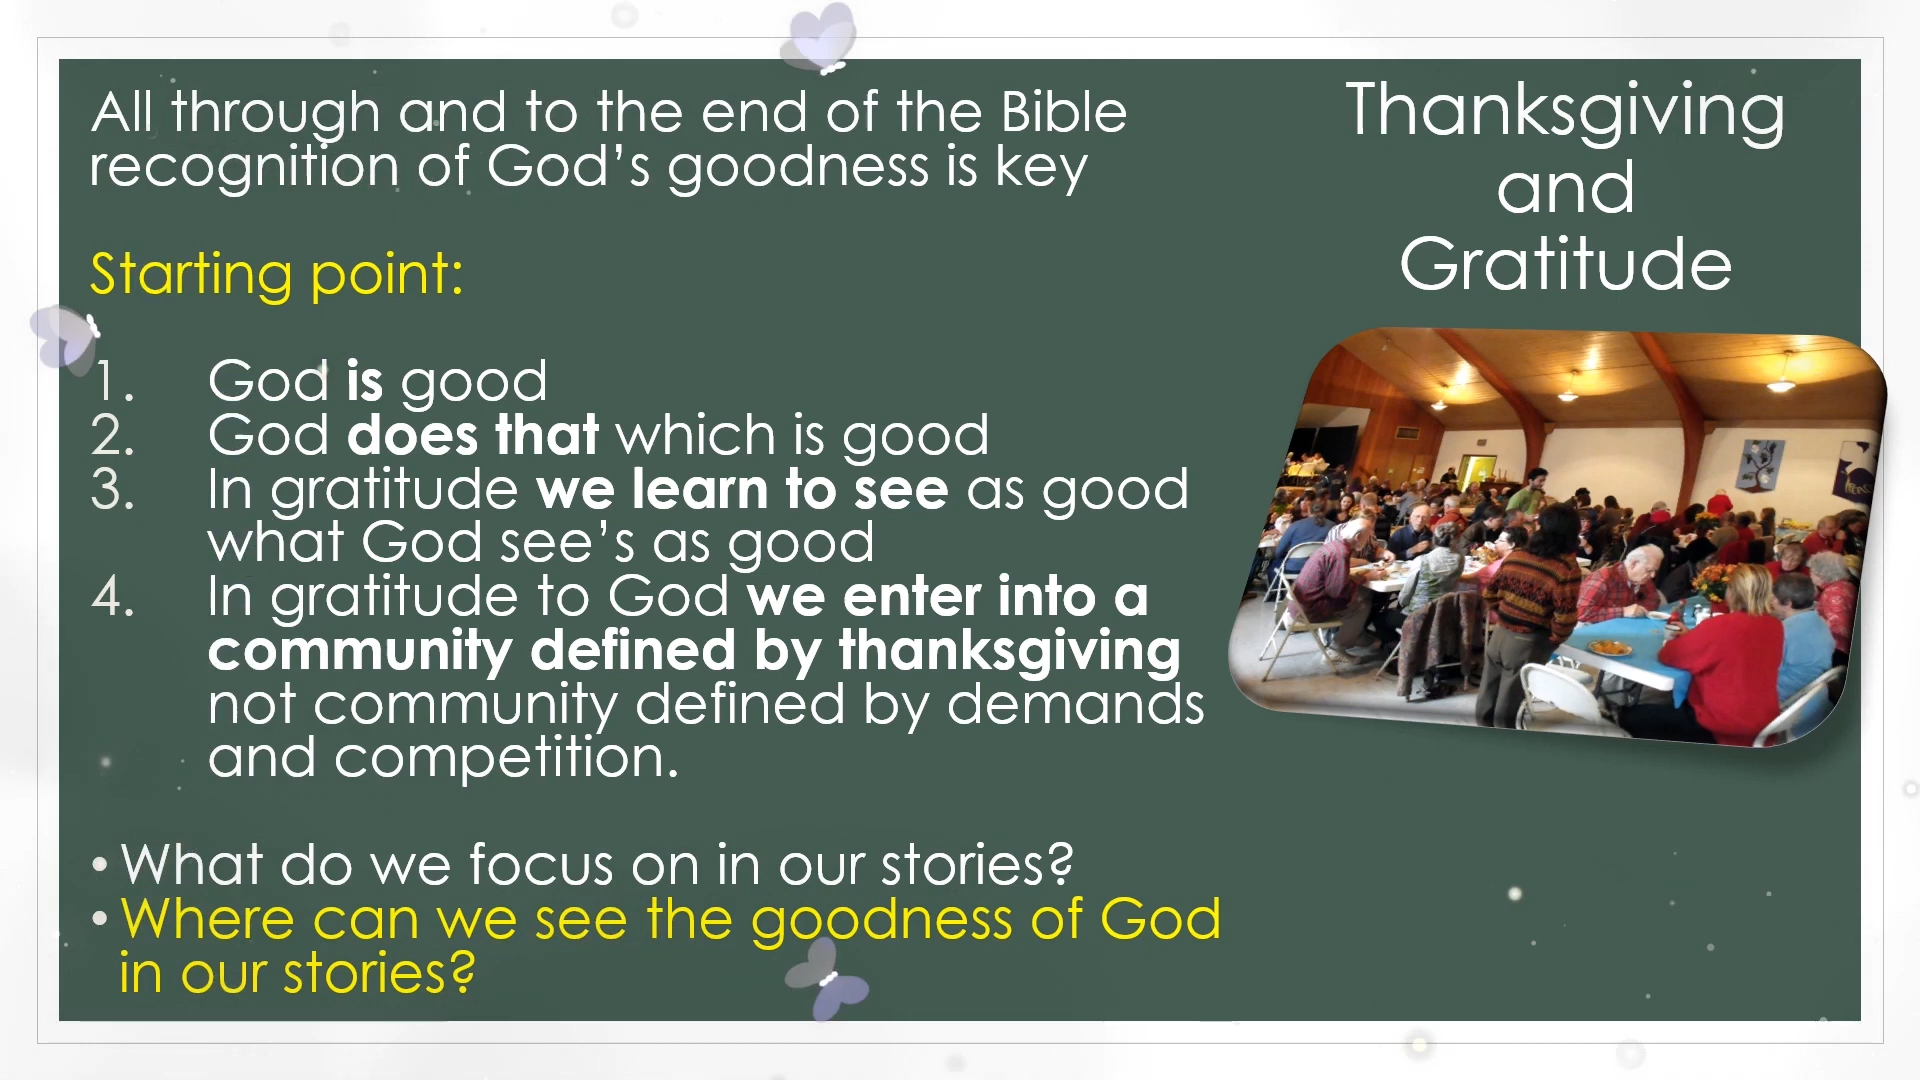 All through and to the end of the Bible
recognition of God’s goodness is key
Starting point:
1. God is good
2. God does that which is good
3. In gratitude we learn to see as good
what God see’s as good
4. In gratitude to God we enter into a
community defined by thanksgiving
not community defined by demands
and competition.
• What do we focus on in our stories?
• Where can we see the goodness of God
in our stories?
Thanksgiving
and
Gratitude